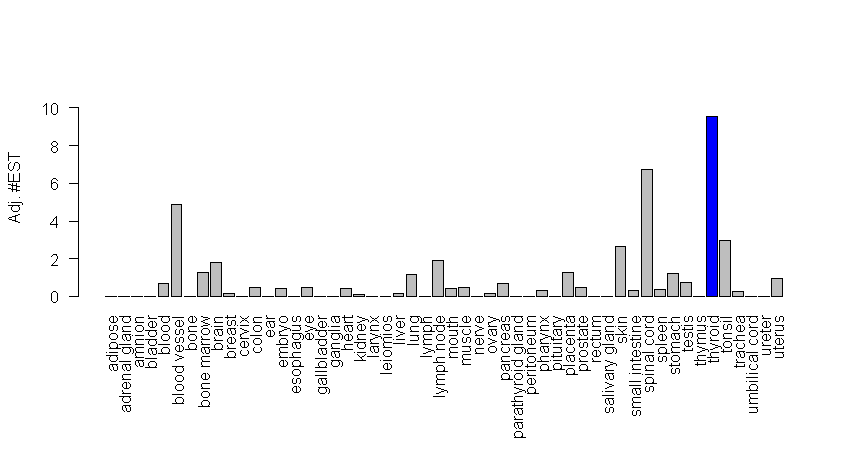 Adj. #EST
10
8
6
4
2
0
adipose
adrenal gland
amnion
bladder
blood
blood vessel
bone
bone marrow
brain
breast
cervix
colon
ear
embryo
esophagus
eye
gallbladder
ganglia
heart
kidney
larynx
leiomios
liver
lung
lymph
lymph node
mouth
muscle
nerve
ovary
pancreas
parathyroid gland
peritoneum
pharynx
pituitary
placenta
prostate
rectum
salivary gland
skin
small intestine
spinal cord
spleen
stomach
testis
thymus
thyroid
tonsil
trachea
umbilical cord
ureter
uterus